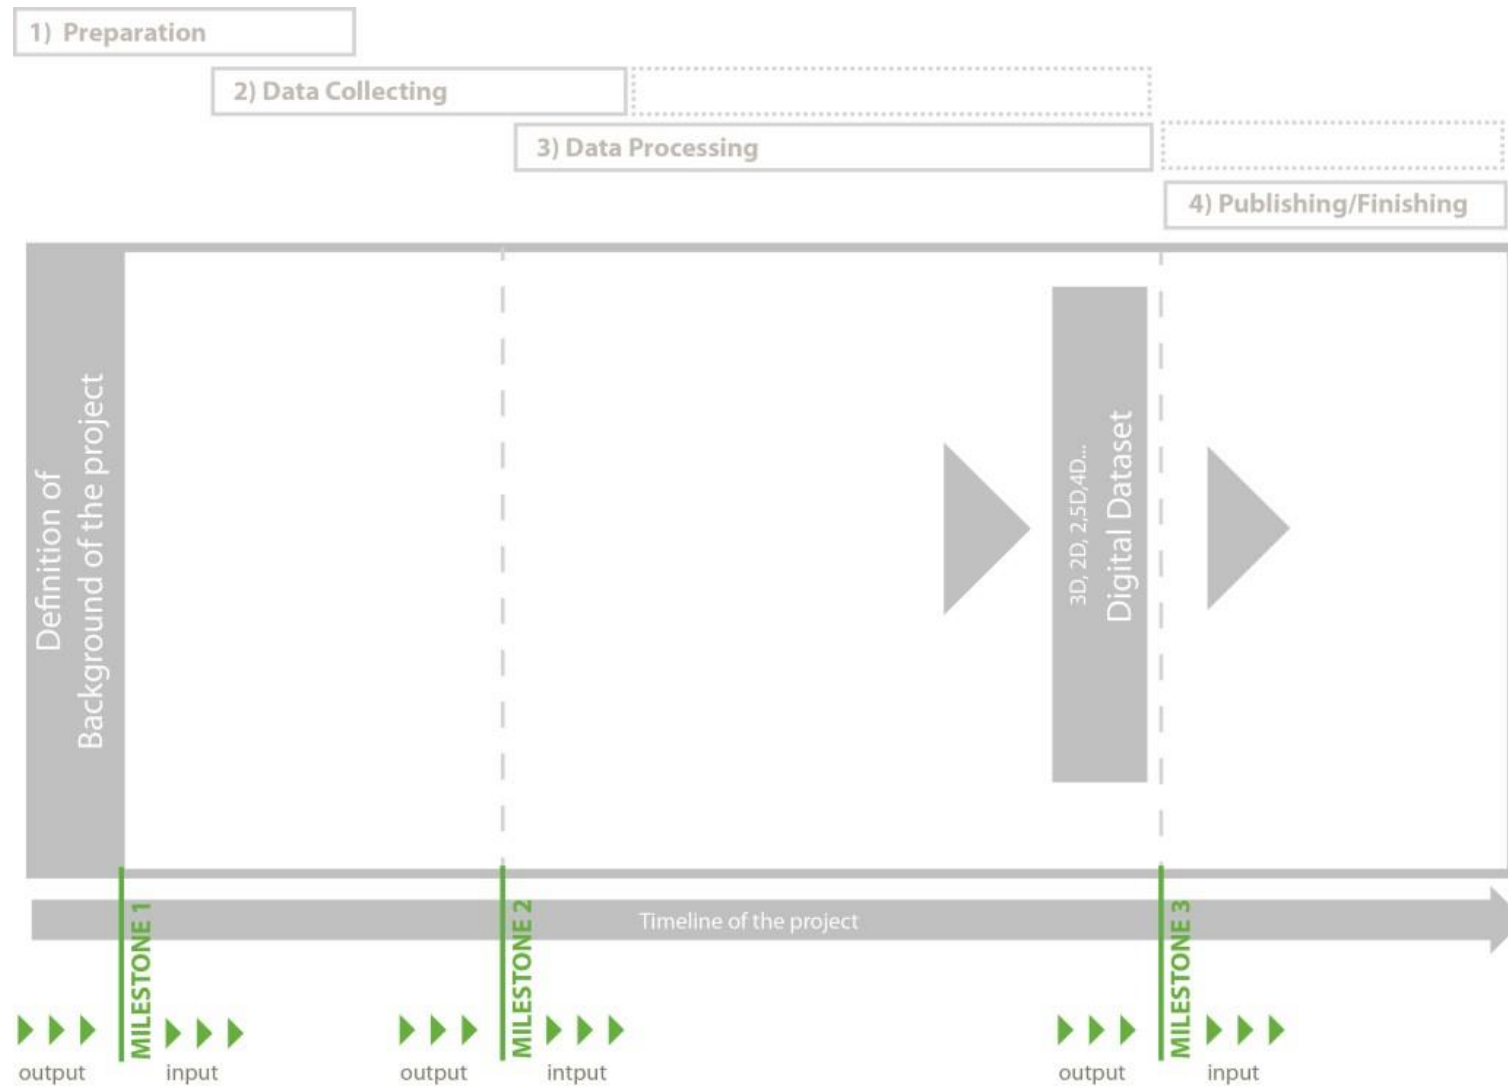 1) Preparation
2) Data Collecting
3) Data Processing
4) Publishing/Finishing
Definition of
Background of the project
3D, 2D, 2,5D,4D...
Digital Dataset
Timeline of the project
MILESTONE 1
MILESTONE 2
MILESTONE 3
output
input
output
intput
output
input